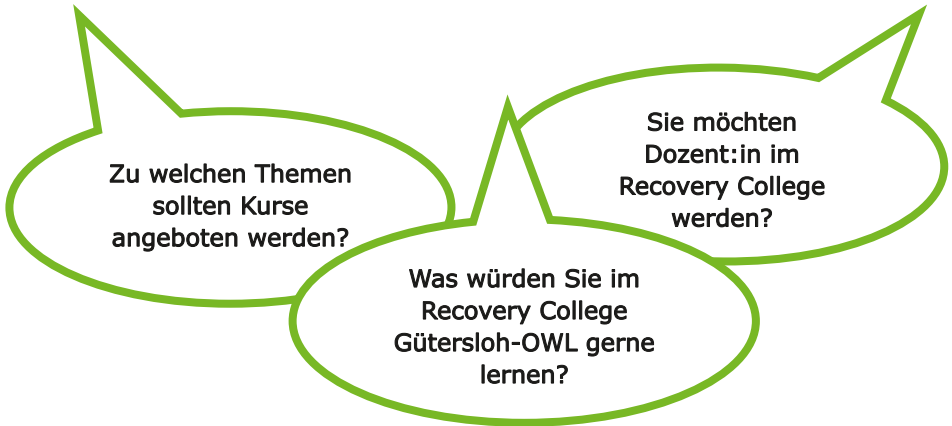 Zu welchen Themen
sollten Kurse
angeboten werden?
Was würden Sie im
Recovery College
Gütersloh-OWL gerne
lernen?
Sie möchten
Dozent:in im
Recovery College
werden?